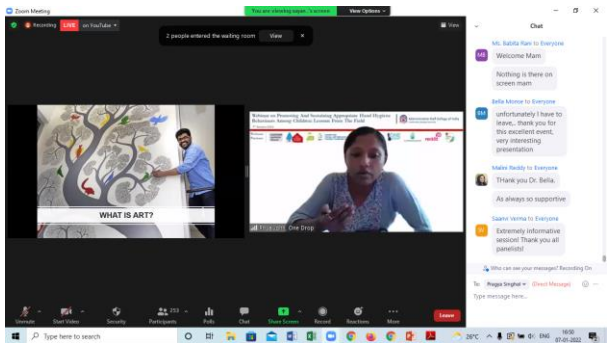 Zoom Meeting
You are viewing
screen
View Options
Recording
LIVE
on YouTube
View
2 people entered the waiting room
View
Webinar on Promoting And Sustaining Appropriate Hand Hygiene
Behaviours Among Children: Lessons From The Field
WHAT IS ART?
One Drop
Unmute
Start Video
Security
Participants
253
Polls
Chat
Share Screen
Record
Reactions
More
Leave
Chat
Ms. Babita Rani to Everyone
Welcome Mam
Nothing is there on
screen mam
Bella Monse to Everyone
unfortunately I have to
leave,. thank you for
this excellent event,
very interesting
presentation
Malini Reddy to Everyone
THank you Dr. Bella.
As always so supportive
Saanvi Verma to Everyone
Extremely informative
session! Thank you all
panelists!
Who can see your messages? Recording On
To:
Pragya Singhal
(Direct Message)
Type message here...
Type here to search
26°C
ENG
16:50
07-01-2022